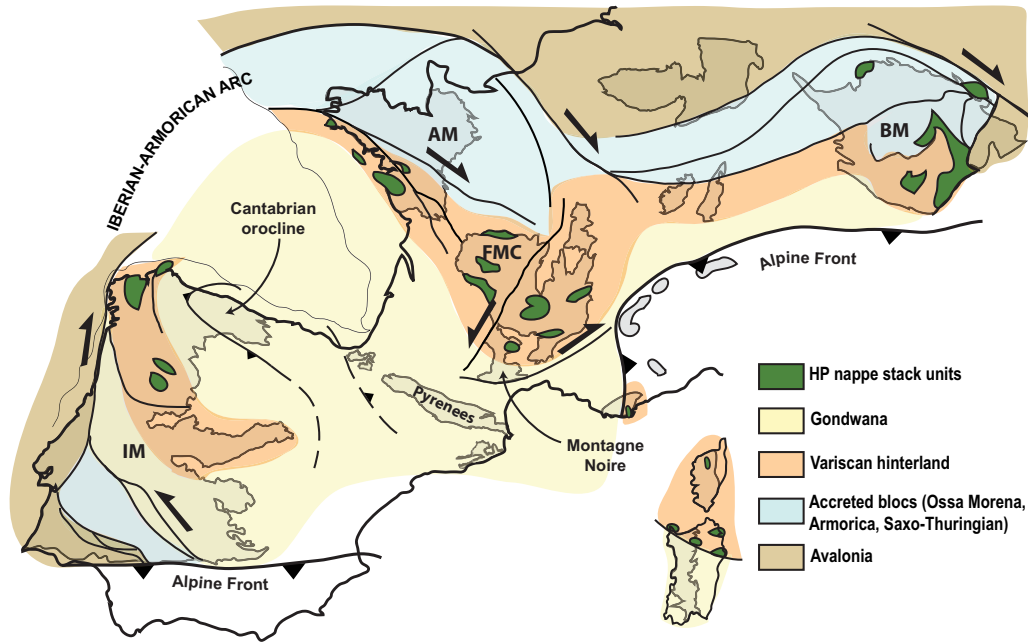 IBERIAN-ARMORICAN ARC
AM
BM
Cantabrian
orocline
FMC
Alpine Front
Pyrenees
IM
Montagne
Noire
Alpine Front
HP nappe stack units
Gondwana
Variscan hinterland
Accreted blocs (Ossa Morena,
Armorica, Saxo-Thuringian)
Avalonia